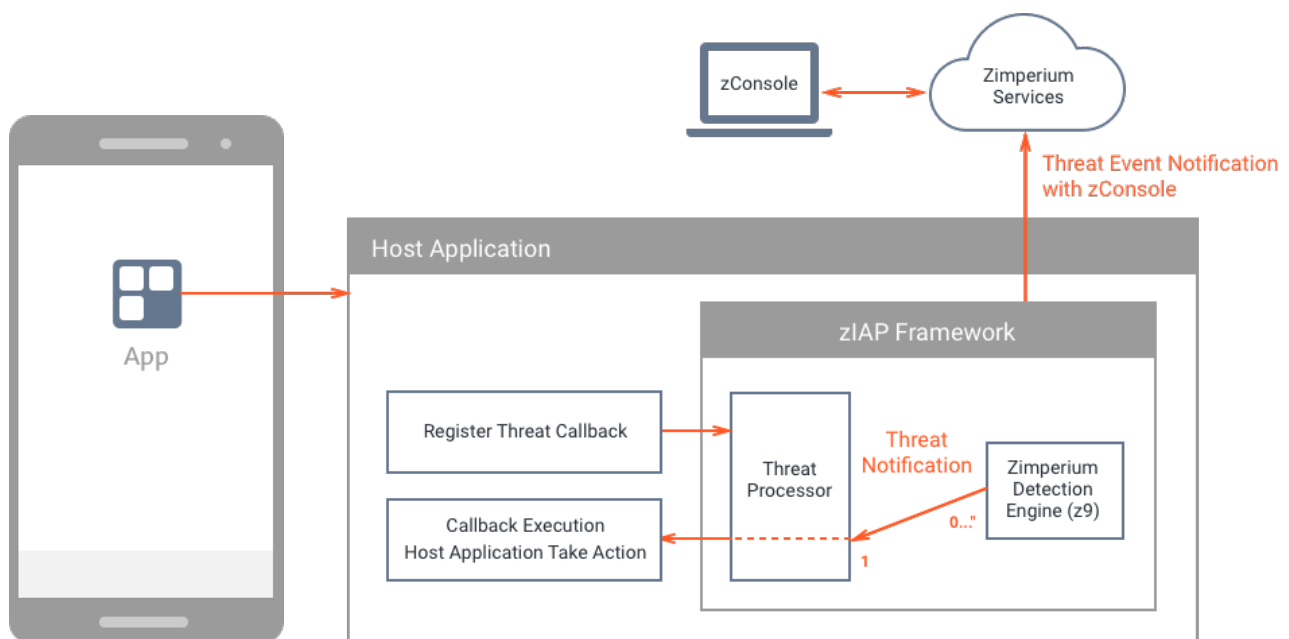 zConsole
Zimperium
Services
Threat Event Notification
with zConsole
Host Application
zIAP Framework
App
Register Threat Callback
Threat
Processor
Threat
Notification
Zimperium
Detection
Engine (z9)
0..."
1
Callback Execution
Host Application Take Action